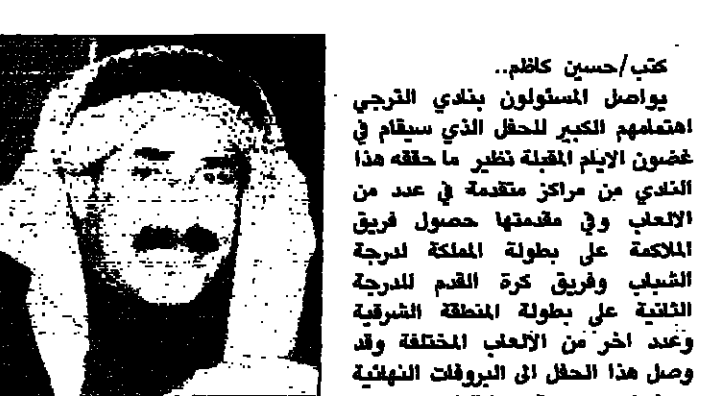 كتب/حسين كاظم..
يواصل المسئولون بنادي الترجي
اهتمامهم الكبير للحفل الذي سيقام في
غضون الايام المقبلة نظير ما حققه هذا
النادي من مراكز متقدمة في عدد من
الالعاب وفي مقدمتها حصول فريق
الملاكمة على بطولة المملكة لدرجة
الشباب وفريق كرة القدم للدرجة
الثانية على بطولة المنطقة الشرقية
وعدد اخر من الألعاب المختلفة وقد
وصل هذا الحفل الى البروفات النهائية